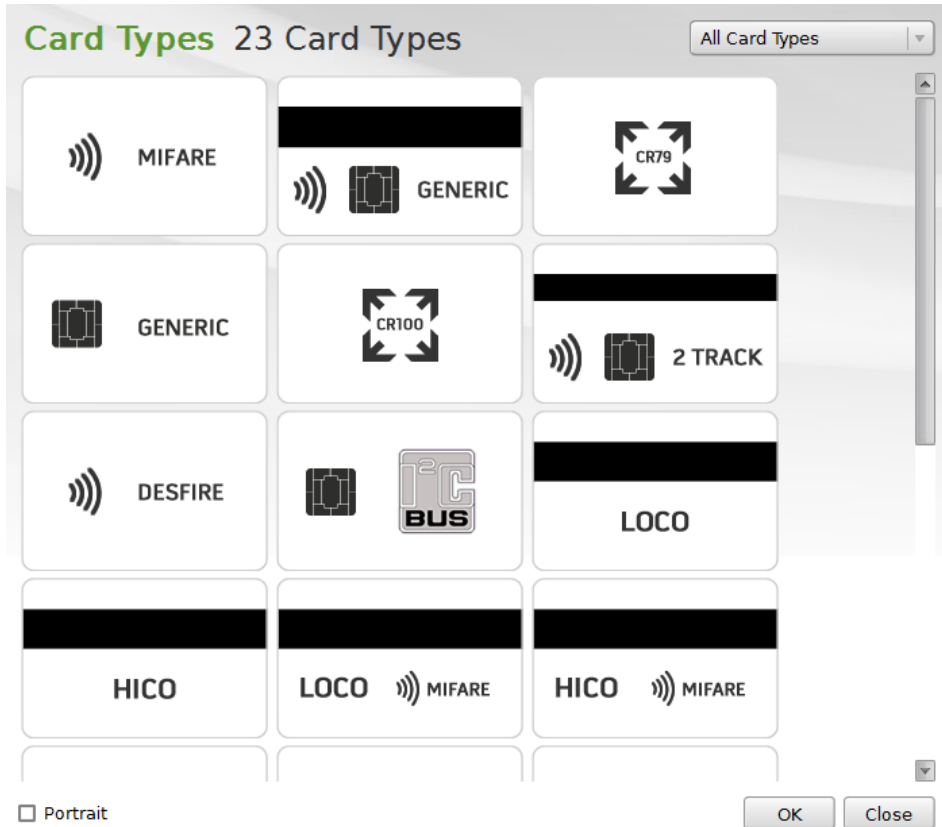 Card Types 23 Card Types
All Card Types
MIFARE
GENERIC
CR79
GENERIC
CR100
2 TRACK
DESFIRE
I2C
BUS
LOCO
HICO
LOCO MIFARE
HICO MIFARE
Portrait
OK
Close